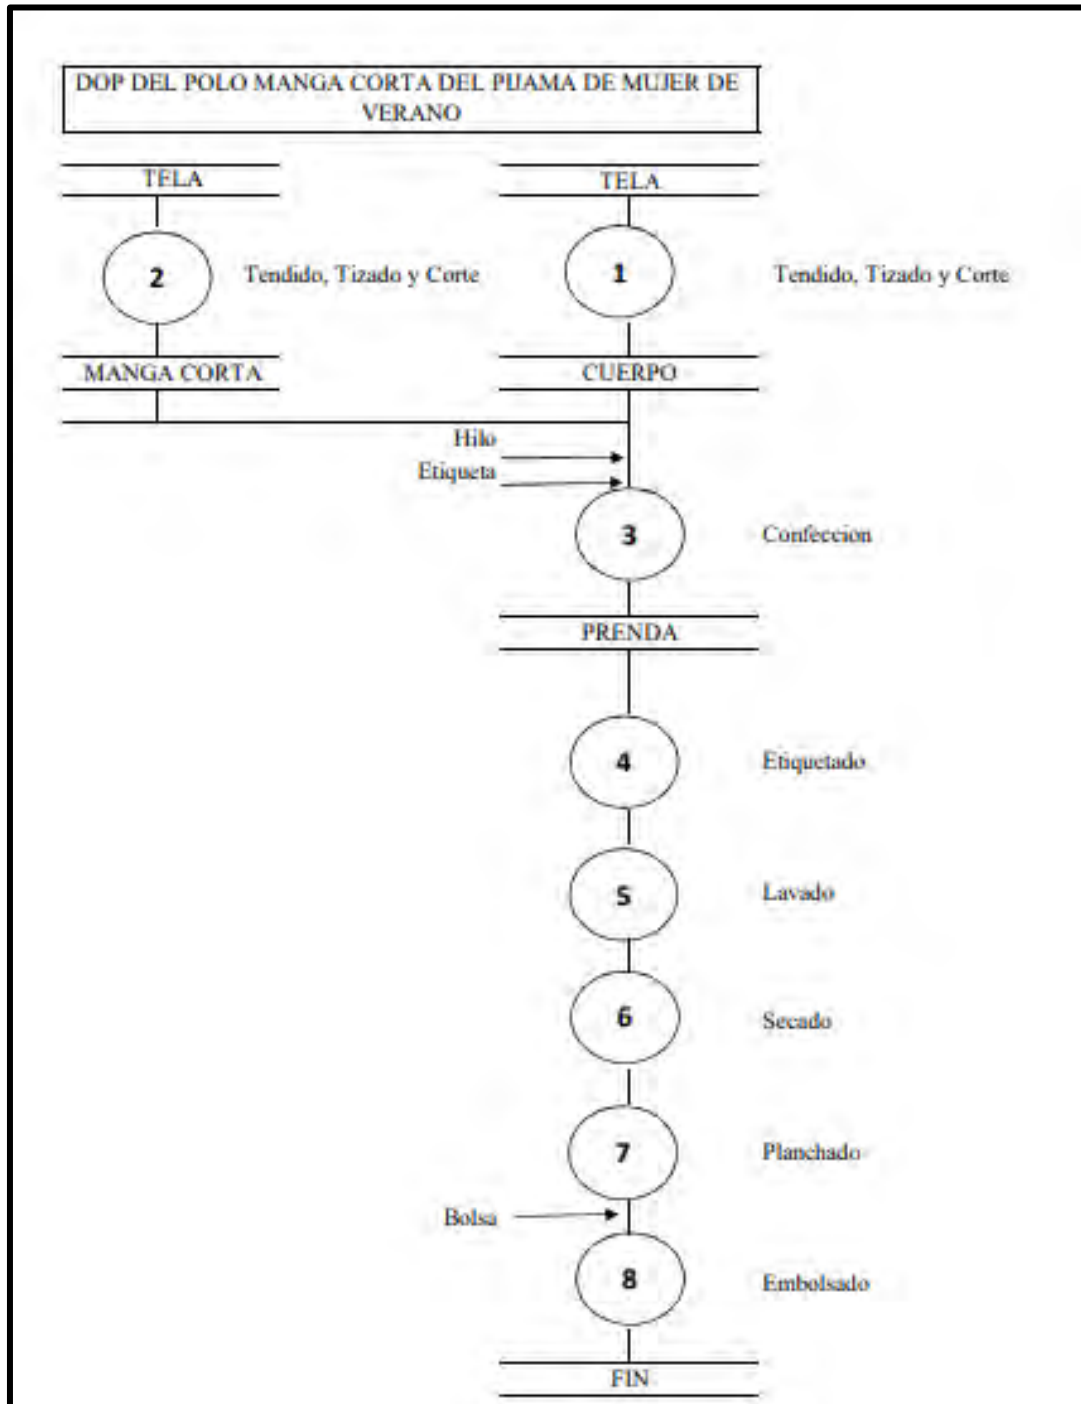 DOP DEL POLO MANGA CORTA DEL PIJAMA DE MUJER DE
VERANO
TELA
TELA
2
Tendido, Tizado y Corte
1
Tendido, Tizado y Corte
MANGA CORTA
CUERPO
Hilo
Etiqueta
3
Confeccion
PRENDA
4
Etiquetado
5
Lavado
6
Secado
7
Planchado
Bolsa
8
Embolsado
FIN